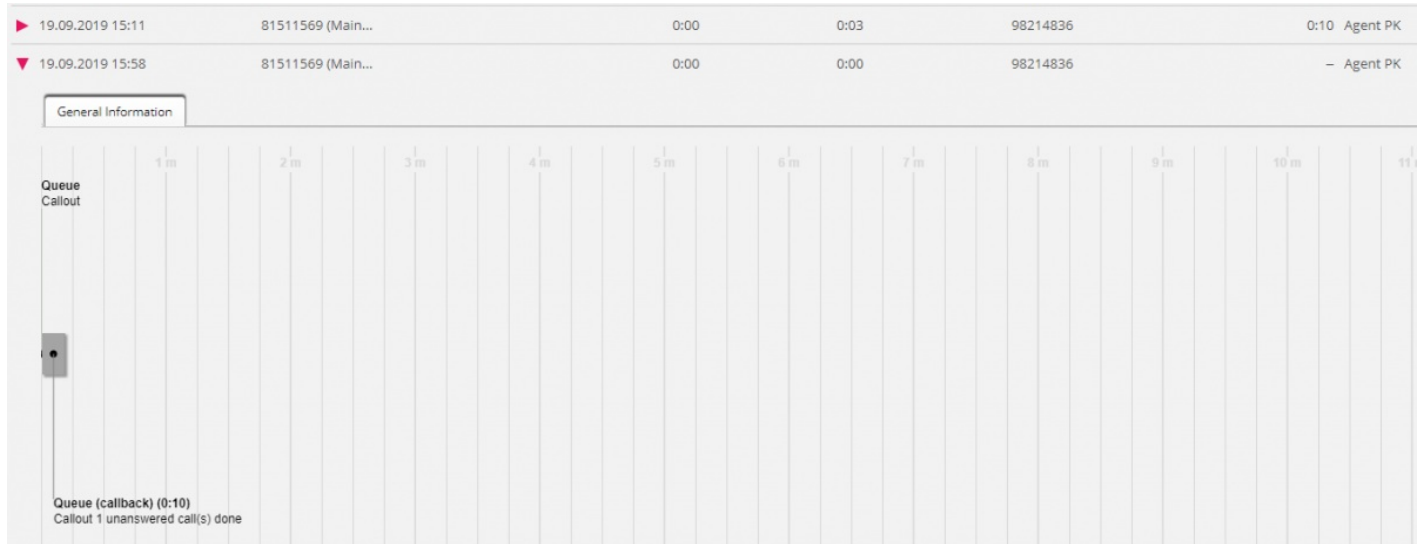 19.09.2019 15:11 81511569 (Main... 0:00 0:03 98214836 0:10 Agent PK
19.09.2019 15:58 81511569 (Main... 0:00 0:00 98214836 – Agent PK
General Information
1 m 2 m 3 m 4 m 5 m 6 m 7 m 8 m 9 m 10 m 11
Queue
Callout
Queue (callback) (0:10)
Callout 1 unanswered call(s) done